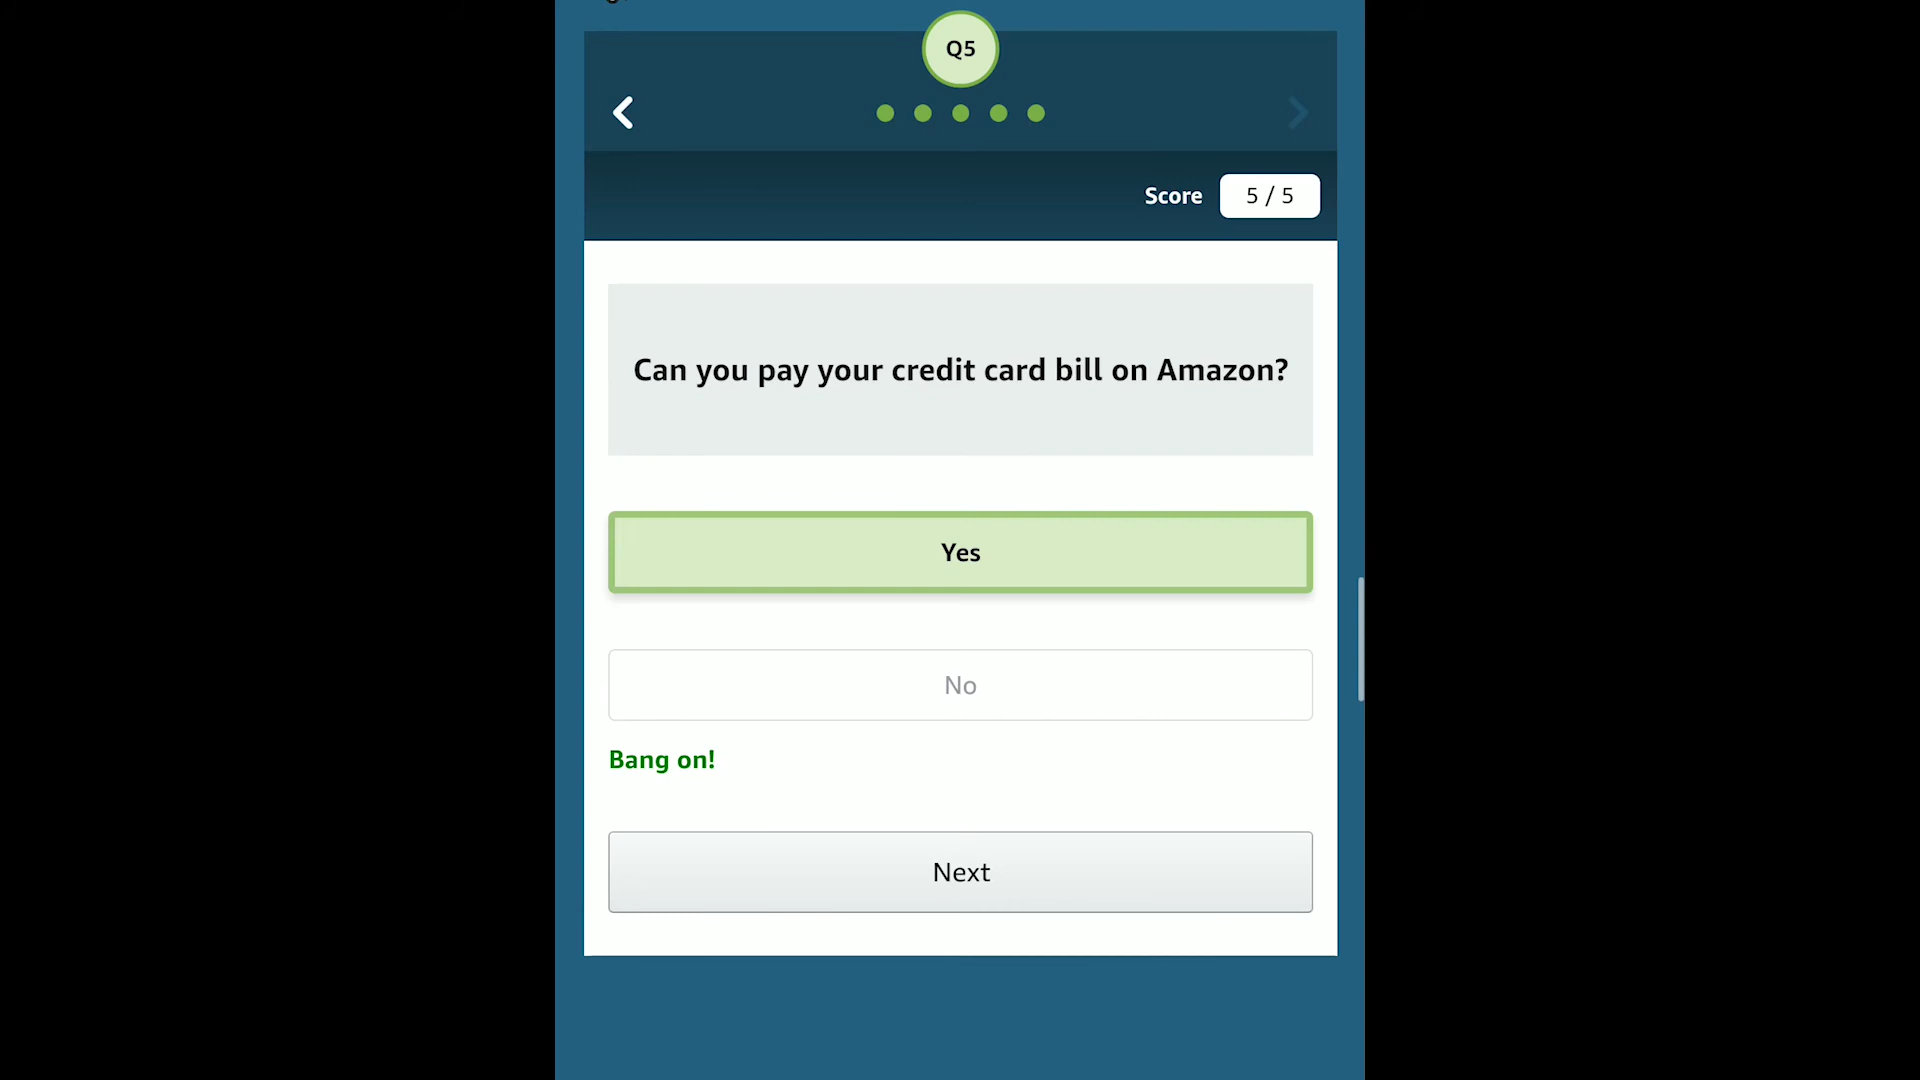 Q5
Score 5 / 5
Can you pay your credit card bill on Amazon?
Yes
No
Bang on!
Next